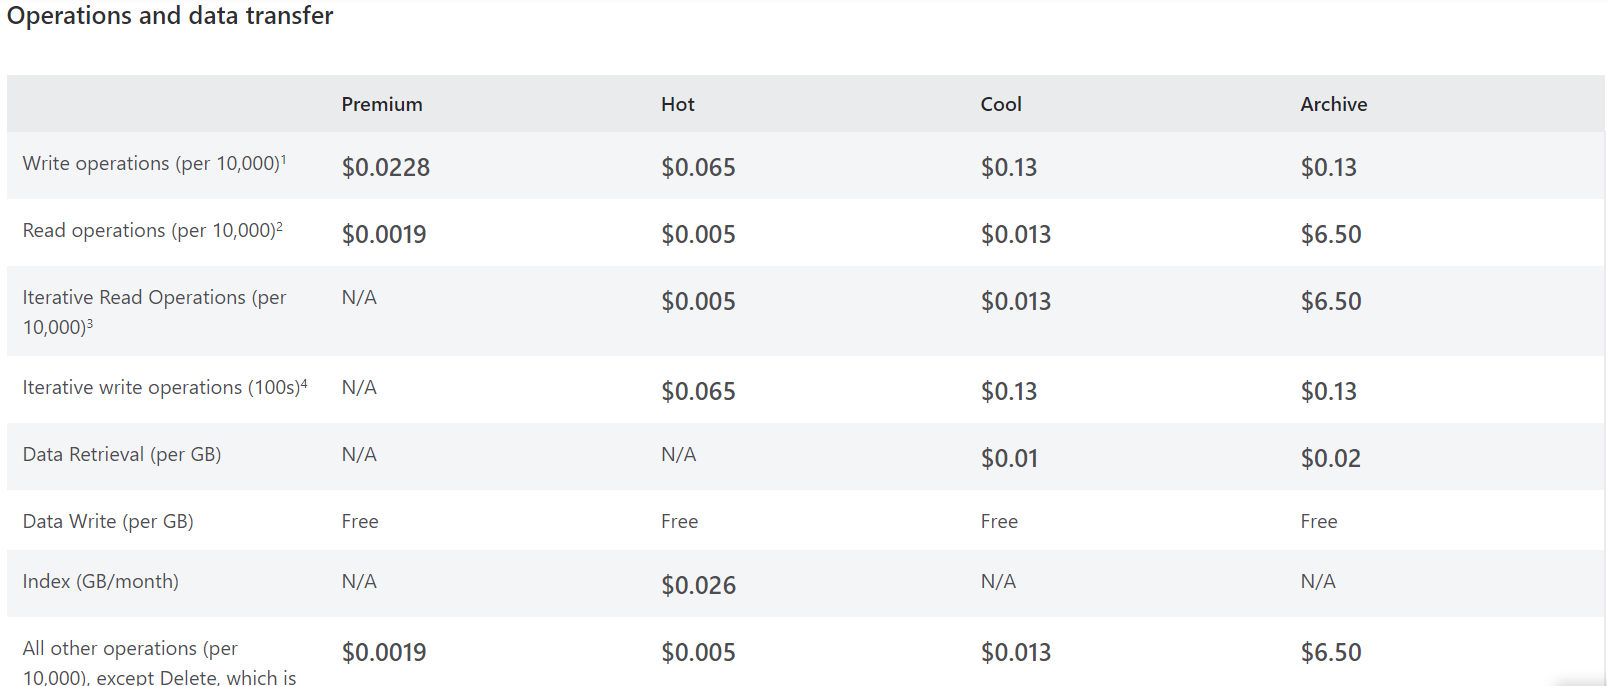 Operations and data transfer
Premium Hot Cool Archive
Write operations (per 10,000)¹ $0.0228 $0.065 $0.13 $0.13
Read operations (per 10,000)² $0.0019 $0.005 $0.013 $6.50
Iterative Read Operations (per N/A $0.005 $0.013 $6.50
10,000)³
Iterative write operations (100s)⁴ N/A $0.065 $0.13 $0.13
Data Retrieval (per GB) N/A N/A $0.01 $0.02
Data Write (per GB) Free Free Free Free
Index (GB/month) N/A $0.026 N/A N/A
All other operations (per $0.0019 $0.005 $0.013 $6.50
10,000), except Delete, which is